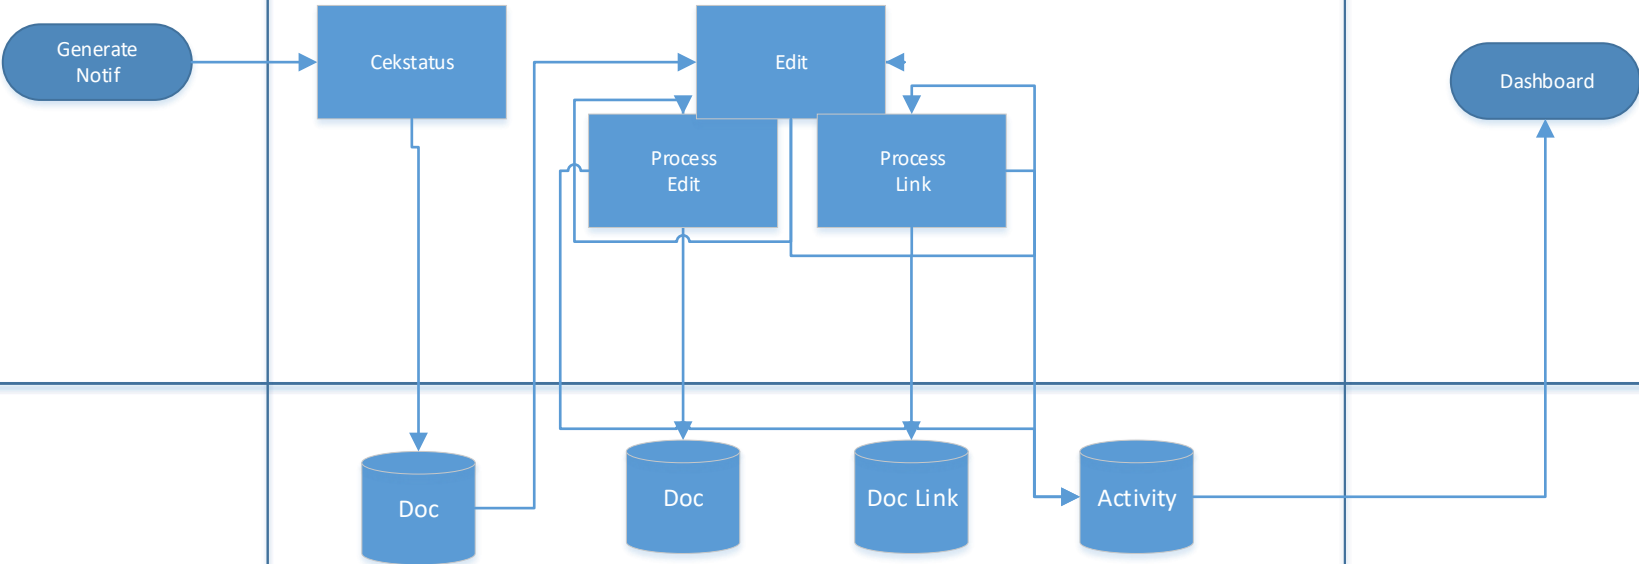 Generate
Notif
Cekstatus
Edit
Dashboard
Process
Edit
Process
Link
Doc
Doc
Doc Link
Activity